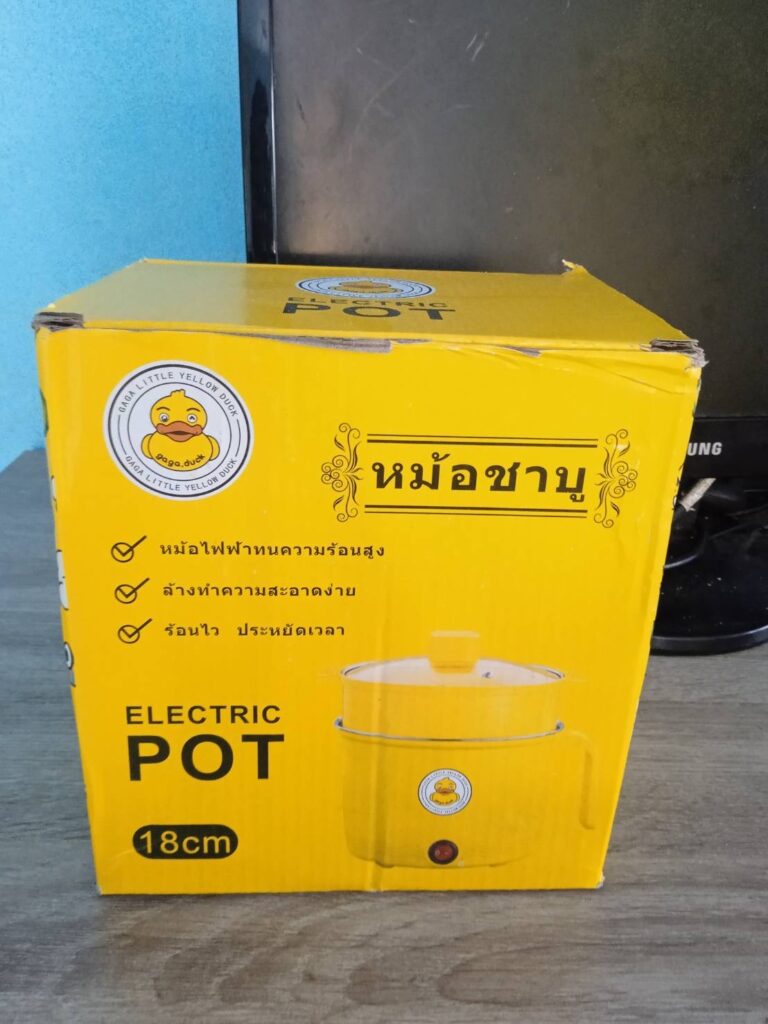 ELECTRIC
POT
GAGA LITTLE YELLOW DUCK
gaga.duck
GAGA LITTLE YELLOW DUCK
หม้อชาบู
หม้อไฟฟ้าทนความร้อนสูง
ล้างทำความสะอาดง่าย
ร้อนไว ประหยัดเวลา
ELECTRIC
POT
18cm
UNG